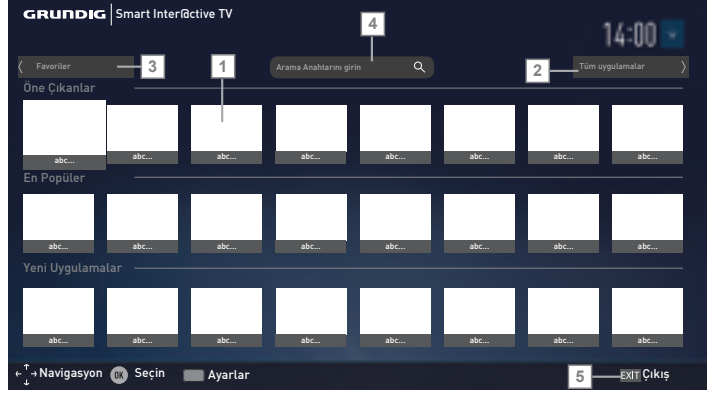 GRUNDIG Smart Inter@ctive TV
4
14:00
Favoriler 3 1 Arama Anahtarını girin 2 Tüm uygulamalar
Öne Çıkanlar
abc... abc... abc... abc... abc... abc... abc... abc...
En Popüler
abc... abc... abc... abc... abc... abc... abc... abc...
Yeni Uygulamalar
abc... abc... abc... abc... abc... abc... abc... abc...
Navigasyon OK Seçin Ayarlar 5 EXIT Çıkış